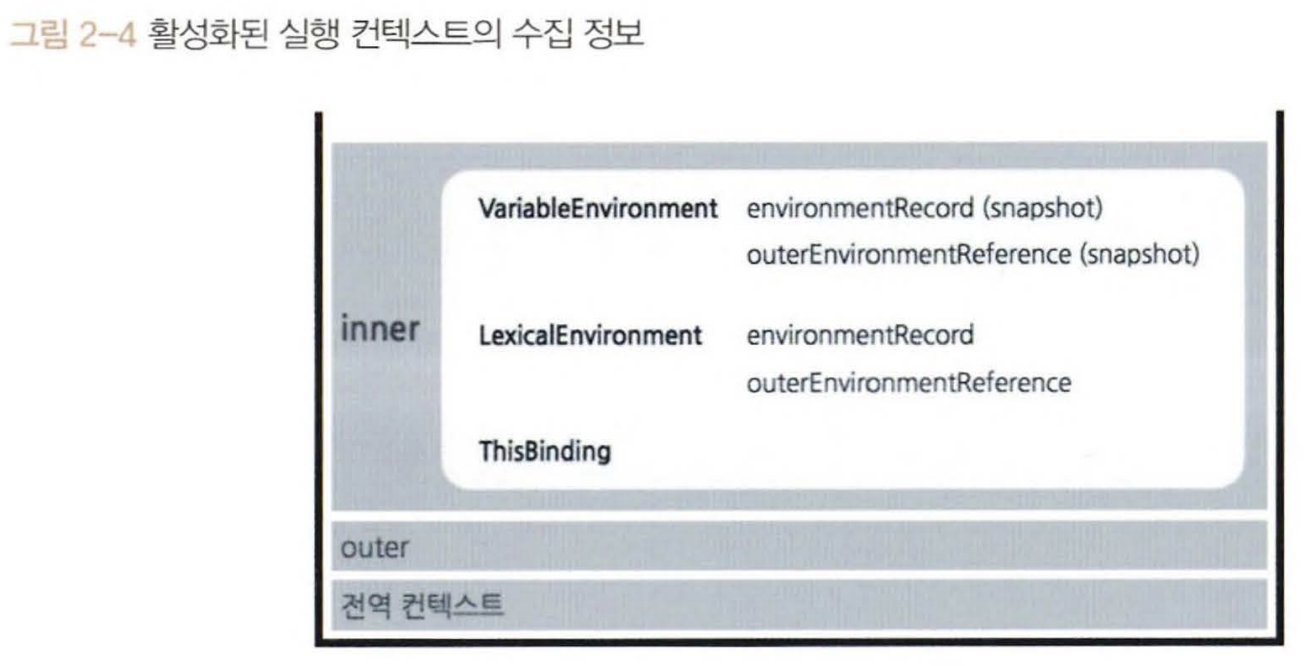 그림 2-4 활성화된 실행 컨텍스트의 수집 정보
VariableEnvironment environmentRecord (snapshot)
outerEnvironmentReference (snapshot)
inner
LexicalEnvironment environmentRecord
outerEnvironmentReference
ThisBinding
outer
전역 컨텍스트